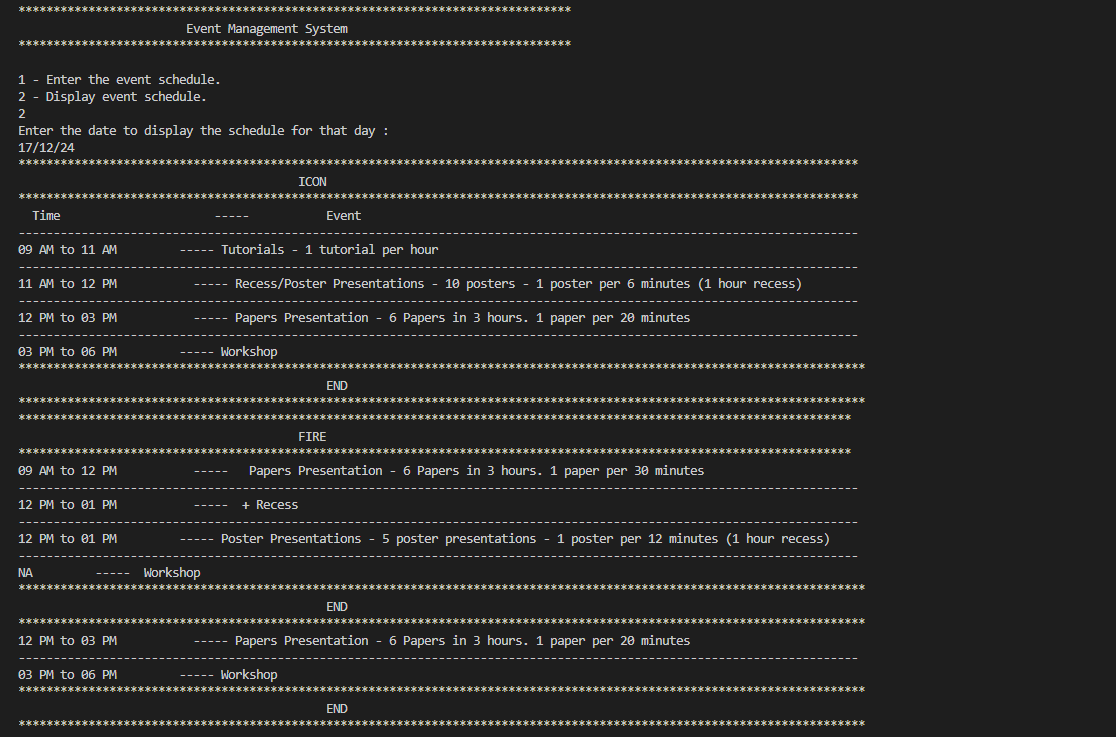 *******************************************************************************
Event Management System
*******************************************************************************
1 - Enter the event schedule.
2 - Display event schedule.
2
Enter the date to display the schedule for that day :
17/12/24
************************************************************************************************************************
ICON
************************************************************************************************************************
Time ----- Event
------------------------------------------------------------------------------------------------------------------------
09 AM to 11 AM ----- Tutorials - 1 tutorial per hour
------------------------------------------------------------------------------------------------------------------------
11 AM to 12 PM ----- Recess/Poster Presentations - 10 posters - 1 poster per 6 minutes (1 hour recess)
------------------------------------------------------------------------------------------------------------------------
12 PM to 03 PM ----- Papers Presentation - 6 Papers in 3 hours. 1 paper per 20 minutes
------------------------------------------------------------------------------------------------------------------------
03 PM to 06 PM ----- Workshop
*************************************************************************************************************************
END
*************************************************************************************************************************
***********************************************************************************************************************
FIRE
***********************************************************************************************************************
09 AM to 12 PM ----- Papers Presentation - 6 Papers in 3 hours. 1 paper per 30 minutes
------------------------------------------------------------------------------------------------------------------------
12 PM to 01 PM ----- + Recess
------------------------------------------------------------------------------------------------------------------------
12 PM to 01 PM ----- Poster Presentations - 5 poster presentations - 1 poster per 12 minutes (1 hour recess)
------------------------------------------------------------------------------------------------------------------------
NA ----- Workshop
*************************************************************************************************************************
END
*************************************************************************************************************************
12 PM to 03 PM ----- Papers Presentation - 6 Papers in 3 hours. 1 paper per 20 minutes
------------------------------------------------------------------------------------------------------------------------
03 PM to 06 PM ----- Workshop
*************************************************************************************************************************
END
*************************************************************************************************************************